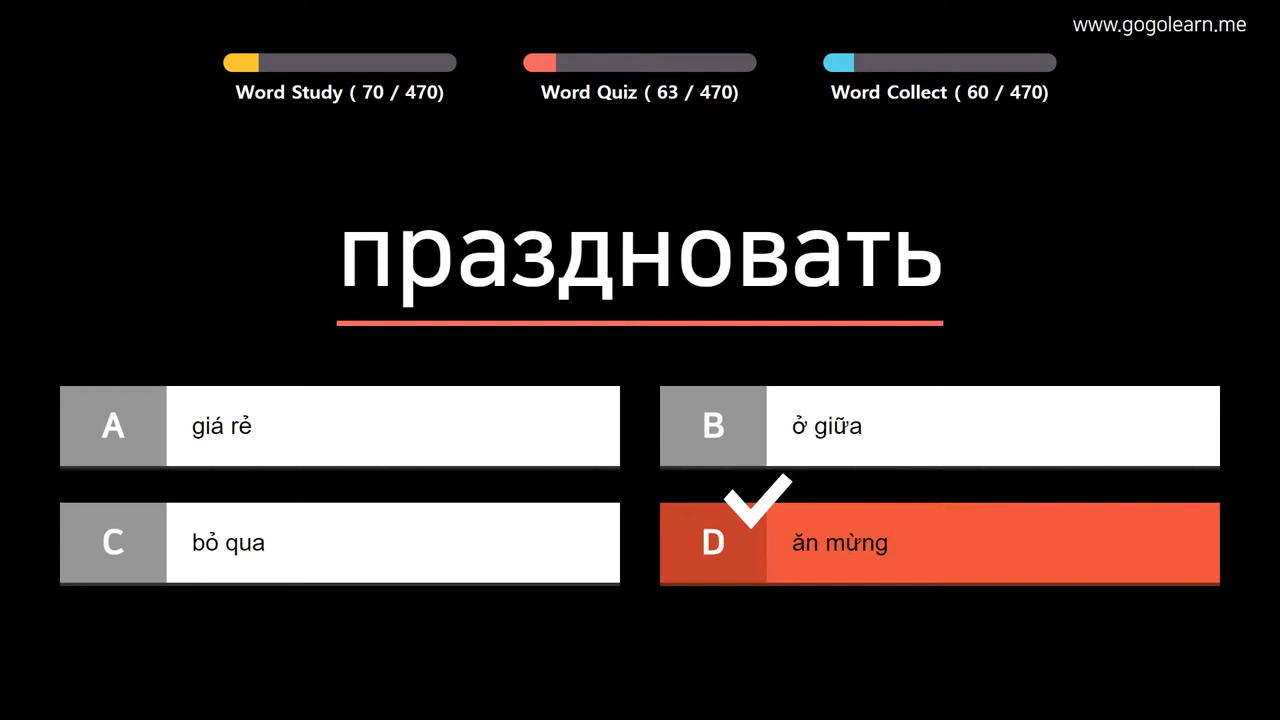 www.gogolearn.me
Word Study ( 70 / 470)
Word Quiz ( 63 / 470)
Word Collect ( 60 / 470)
праздновать
A giá rẻ
B ở giữa
C bỏ qua
D ăn mừng